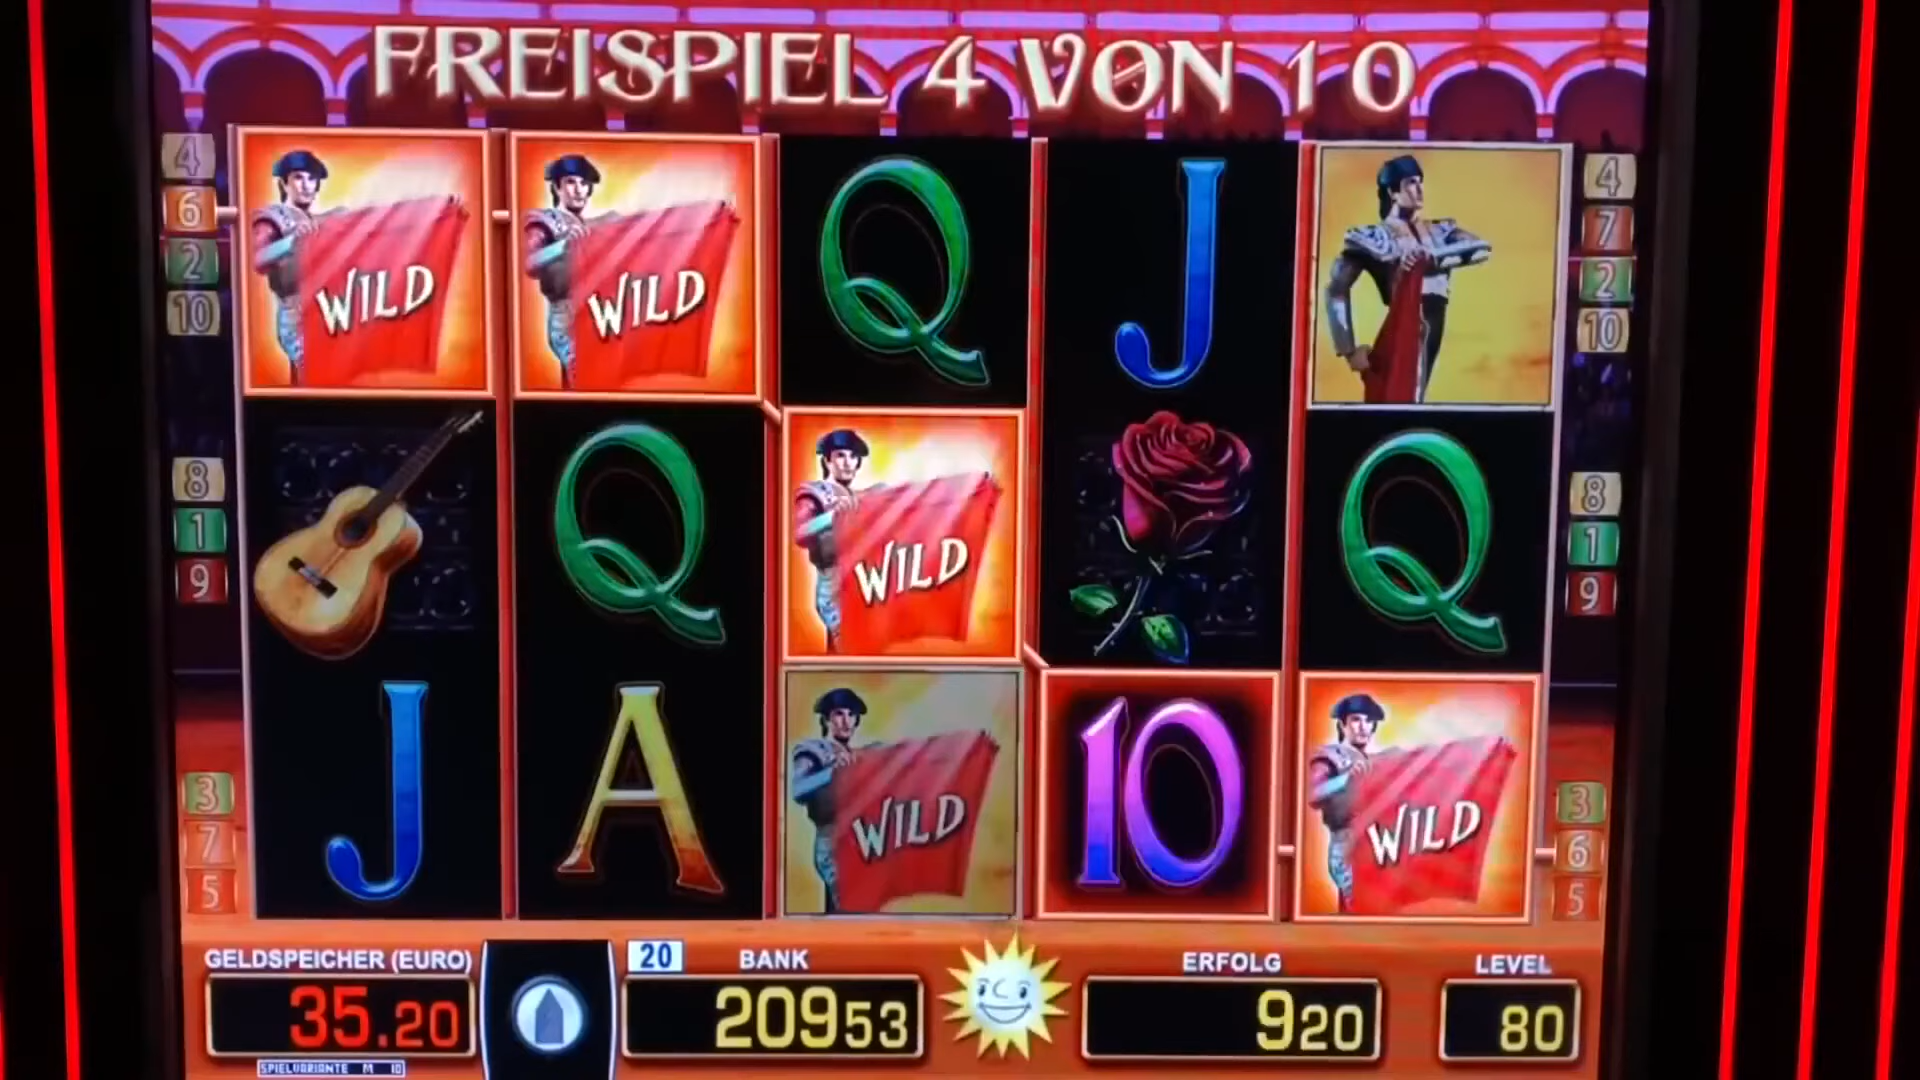 FREISPIEL 4 VON 10
4
6
2
10
8
1
9
3
7
5
WILD WILD Q J
Q WILD Q
J A WILD 10 WILD
4
7
2
10
8
1
9
3
6
5
GELDSPEICHER (EURO) 20 BANK ERFOLG LEVEL
35.20 20953 920 80
SPIELVARIANTE M 10